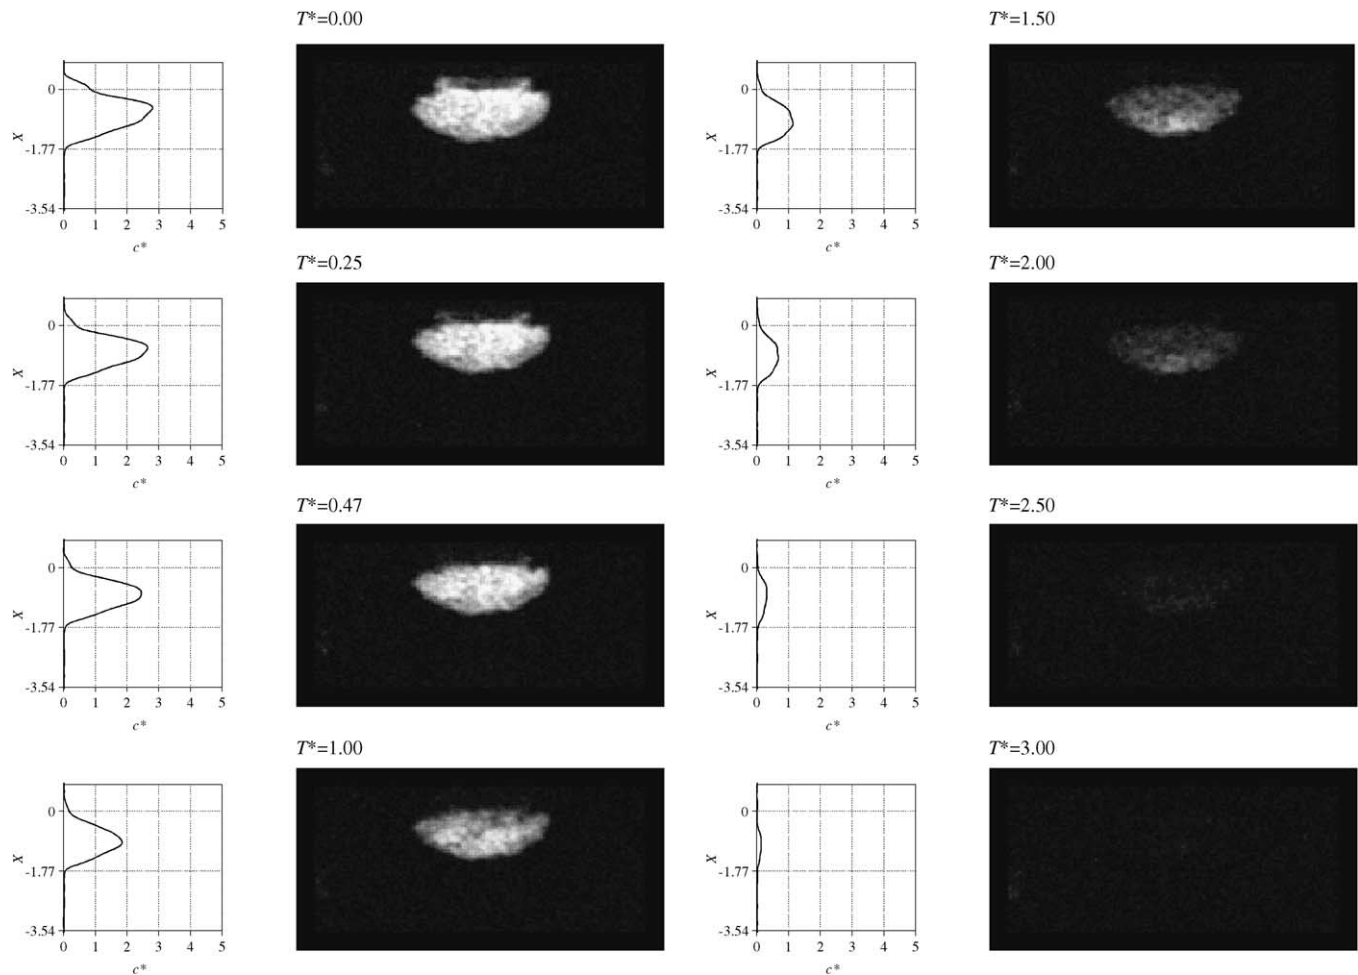 T*=0.00
0
X
-1.77
-3.54
0 1 2 3 4 5
c*
T*=0.25
0
X
-1.77
-3.54
0 1 2 3 4 5
c*
T*=0.47
0
X
-1.77
-3.54
0 1 2 3 4 5
c*
T*=1.00
0
X
-1.77
-3.54
0 1 2 3 4 5
c*
T*=1.50
0
X
-1.77
-3.54
0 1 2 3 4 5
c*
T*=2.00
0
X
-1.77
-3.54
0 1 2 3 4 5
c*
T*=2.50
0
X
-1.77
-3.54
0 1 2 3 4 5
c*
T*=3.00
0
X
-1.77
-3.54
0 1 2 3 4 5
c*